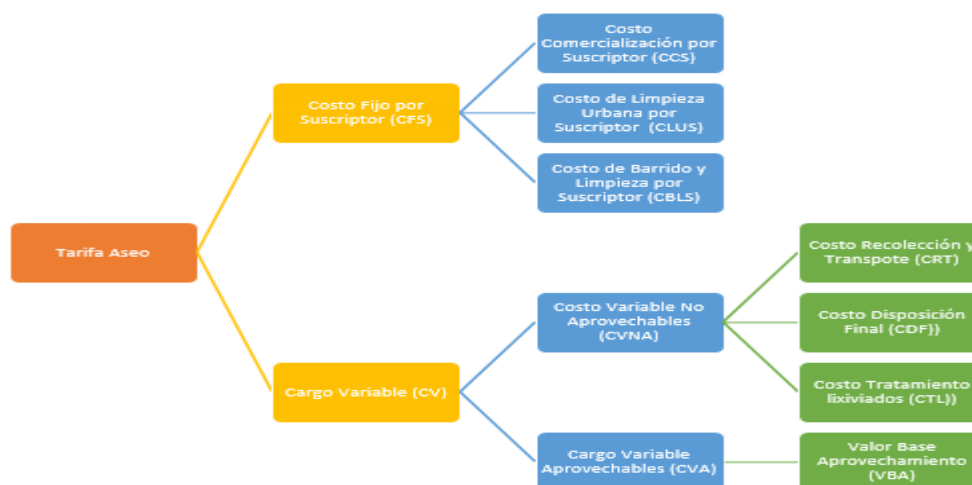 Costo
Comercialización por
Suscriptor (CCS)
Costo Fijo por
Suscriptor (CFS)
Costo de Limpieza
Urbana por
Suscriptor (CLUS)
Costo de Barrido y
Limpieza por
Suscriptor (CBLS)
Tarifa Aseo
Costo Recolección y
Transpote (CRT)
Costo Variable No
Aprovechables
(CVNA)
Costo Disposición
Final (CDF))
Cargo Variable (CV)
Costo Tratamiento
lixiviados (CTL))
Cargo Variable
Aprovechables (CVA)
Valor Base
Aprovechamiento
(VBA)